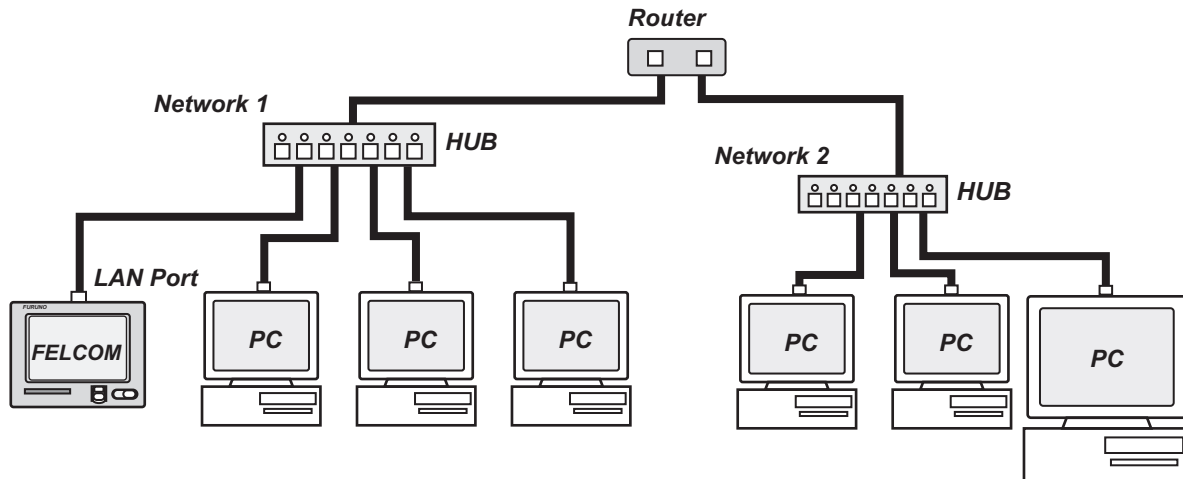 Router
Network 1
HUB
Network 2
HUB
LAN Port
FURUNO
FELCOM
PC
PC
PC
PC
PC
PC